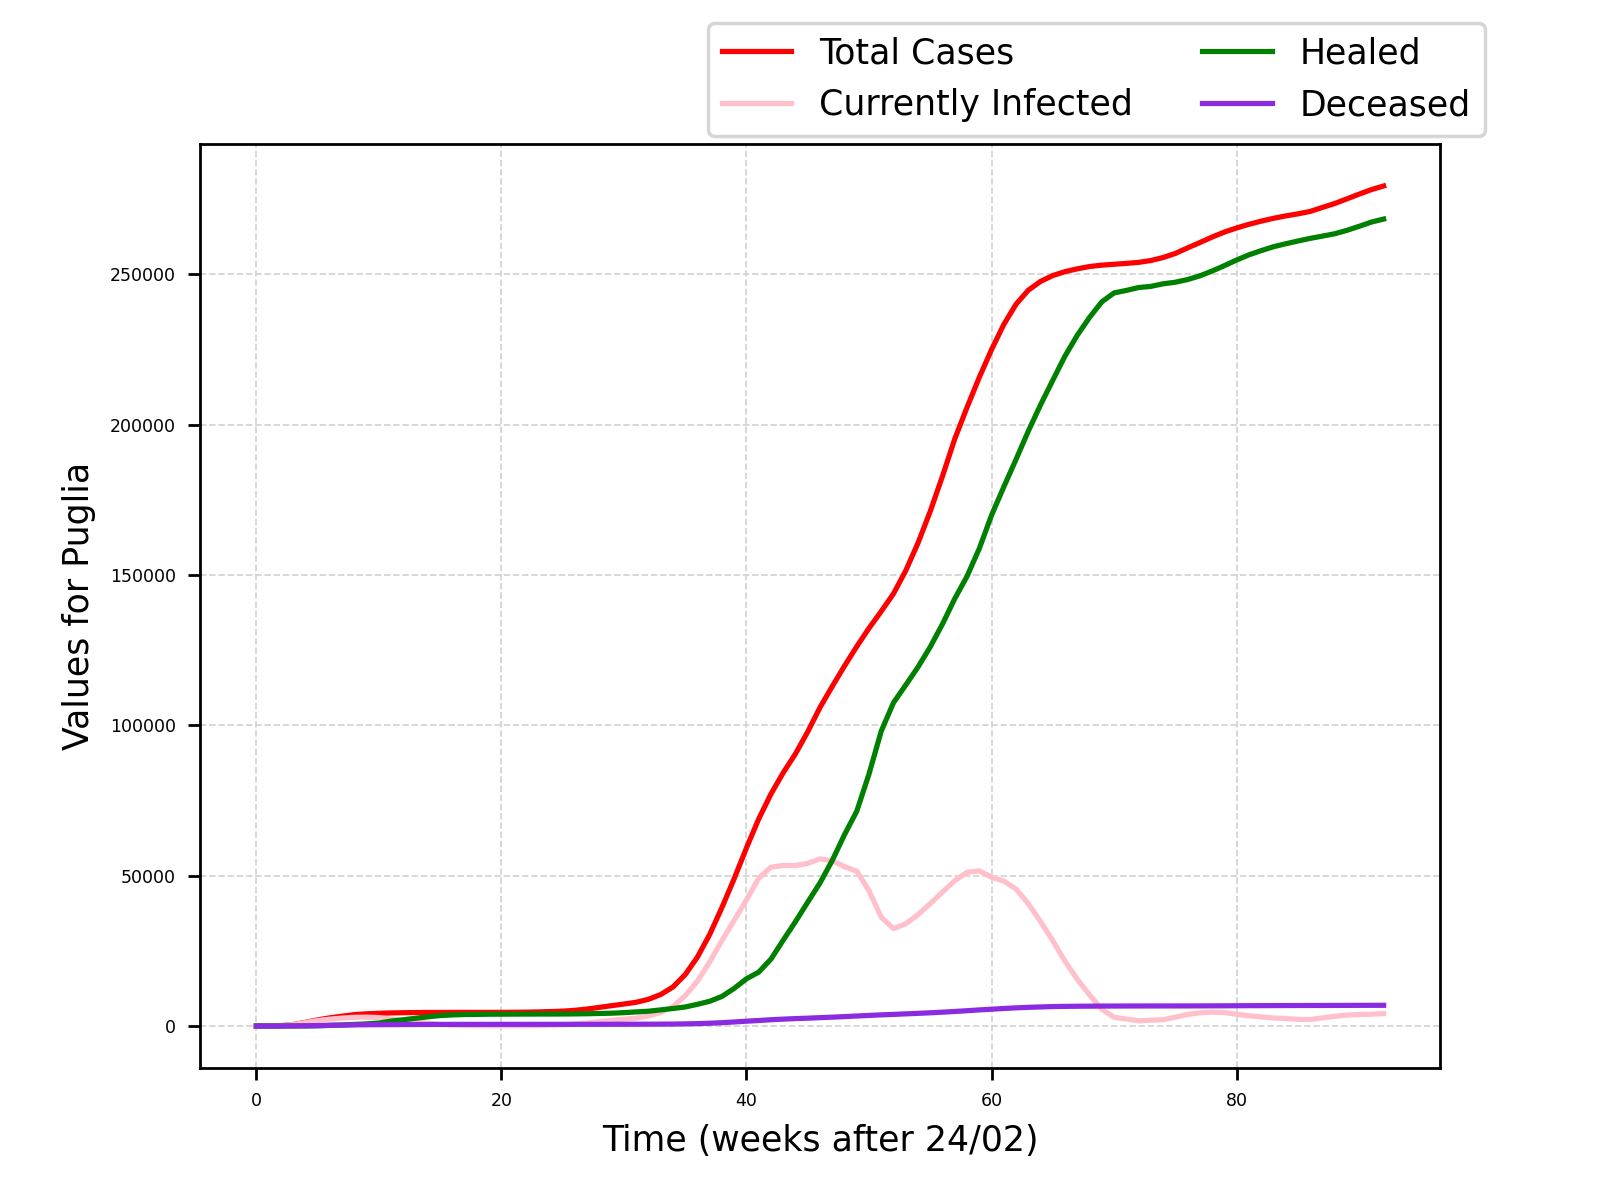 Total Cases
Healed
Currently Infected
Deceased
Values for Puglia
250000
200000
150000
100000
50000
0
0
20
40
60
80
Time (weeks after 24/02)